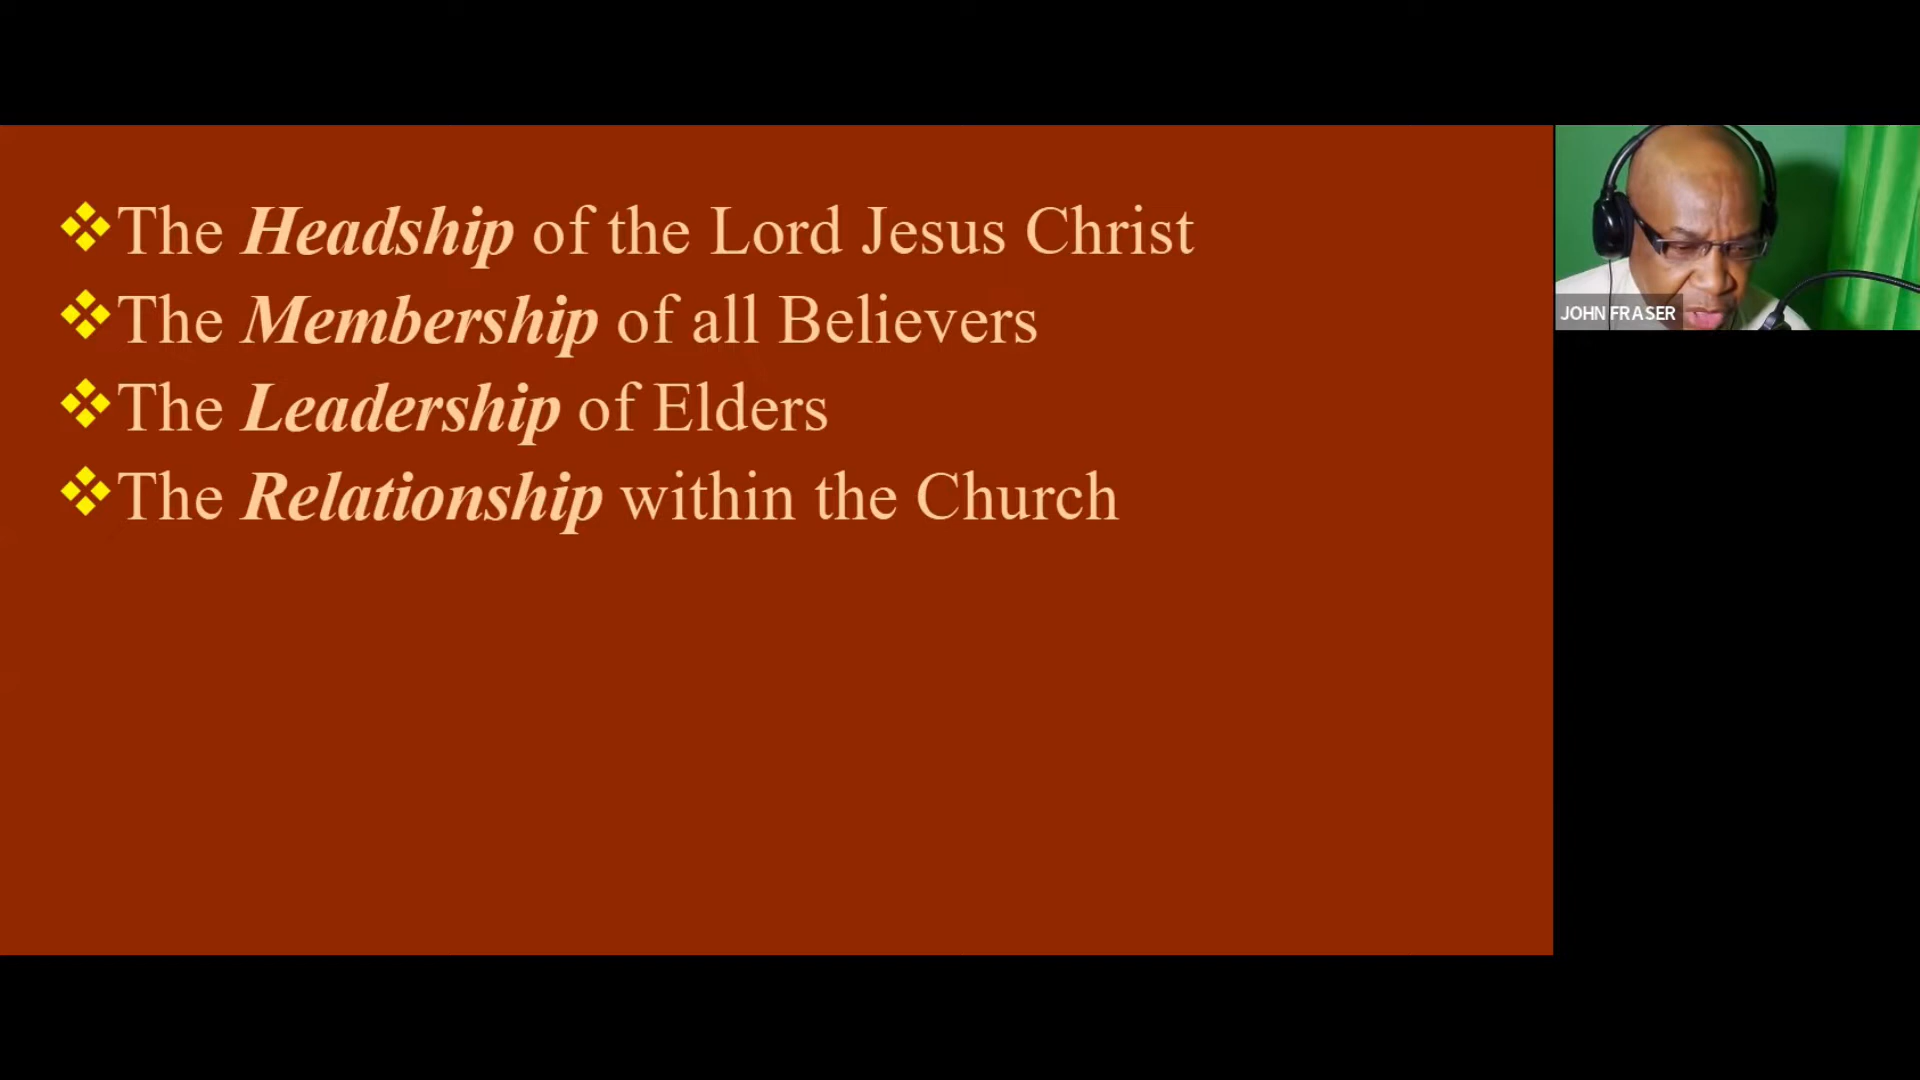 The Headship of the Lord Jesus Christ
The Membership of all Believers
The Leadership of Elders
The Relationship within the Church
JOHN FRASER